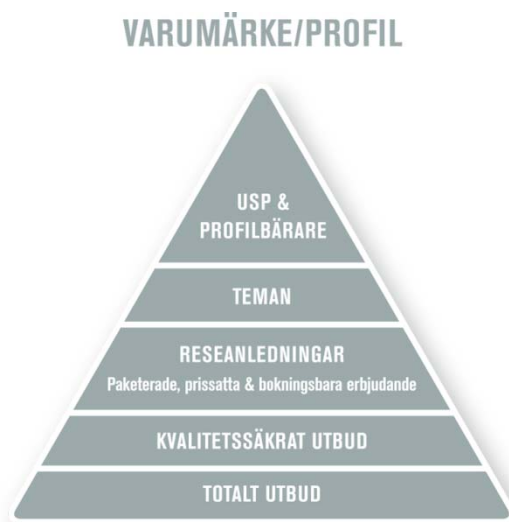 VARUMÄRKE/PROFIL
USP &
PROFILBÄRARE
TEMAN
RESEANLEDNINGAR
Paketerade, prissatta & bokningsbara erbjudande
KVALITETSSÄKRAT UTBUD
TOTALT UTBUD